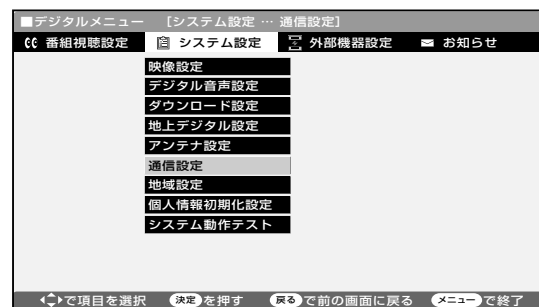 ■デジタルメニュー [システム設定 … 通信設定]
番組視聴設定 システム設定 外部機器設定 お知らせ
映像設定
デジタル音声設定
ダウンロード設定
地上デジタル設定
アンテナ設定
通信設定
地域設定
個人情報初期化設定
システム動作テスト
で項目を選択 決定を押す 戻るで前の画面に戻る メニューで終了